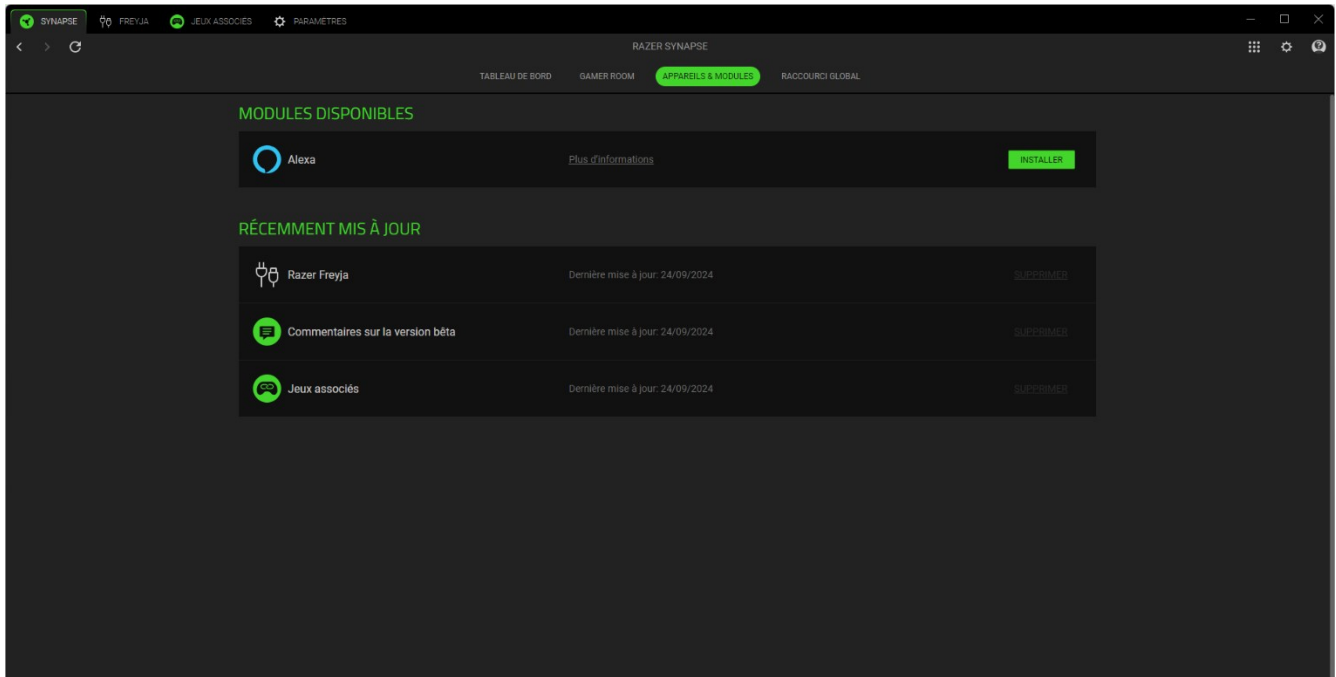 SYNAPSE FREYJA JEUX ASSOCIÉS PARAMÈTRES
RAZER SYNAPSE
TABLEAU DE BORD GAMER ROOM APPAREILS & MODULES RACCOURCI GLOBAL
MODULES DISPONIBLES
Alexa Plus d'informations INSTALLER
RÉCEMMENT MIS À JOUR
Razer Freyja Dernière mise à jour: 24/09/2024 SUPPRIMER
Commentaires sur la version bêta Dernière mise à jour: 24/09/2024 SUPPRIMER
Jeux associés Dernière mise à jour: 24/09/2024 SUPPRIMER